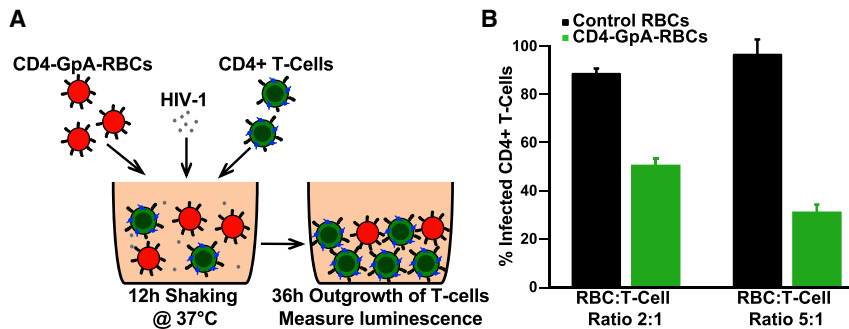 A
CD4-GpA-RBCs
HIV-1
CD4+ T-Cells
12h Shaking
@ 37°C
36h Outgrowth of T-cells
Measure luminescence
B
Control RBCs
CD4-GpA-RBCs
% Infected CD4+ T-Cells
100
80
60
40
20
0
RBC:T-Cell
Ratio 2:1
RBC:T-Cell
Ratio 5:1